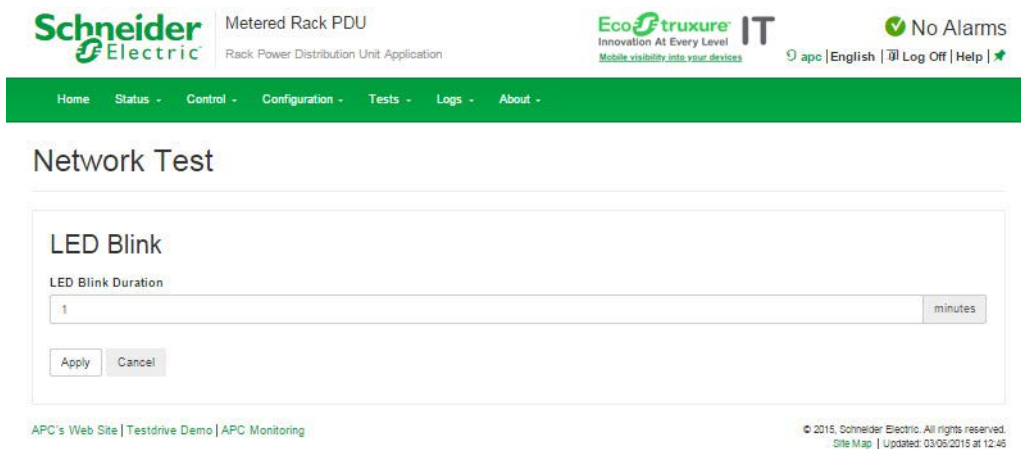 Schneider Electric
Metered Rack PDU
Rack Power Distribution Unit Application
EcoStruxure IT
Innovation At Every Level
Mobile visibility into your devices
No Alarms
apc | English | Log Off | Help |
Home Status Control Configuration Tests Logs About
Network Test
LED Blink
LED Blink Duration
1 minutes
Apply Cancel
APC's Web Site | Testdrive Demo | APC Monitoring
© 2015, Schneider Electric. All rights reserved.
Site Map | Updated: 03/06/2015 at 12:46